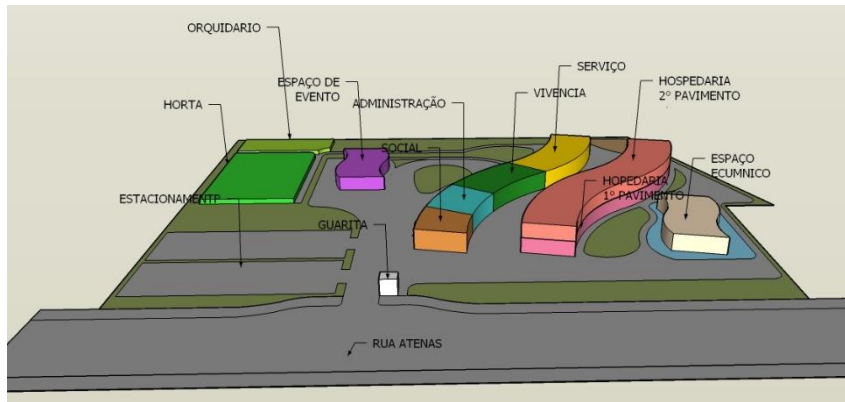 ORQUIDARIO
SERVIÇO
ESPAÇO DE
EVENTO
HOSPEDARIA
2º PAVIMENTO
HORTA
ADMINISTRAÇÃO
VIVENCIA
SOCIAL
ESPAÇO
ECUMNICO
HOPEDARIA
1º PAVIMENTO
ESTACIONAMENTP
GUARITA
RUA ATENAS